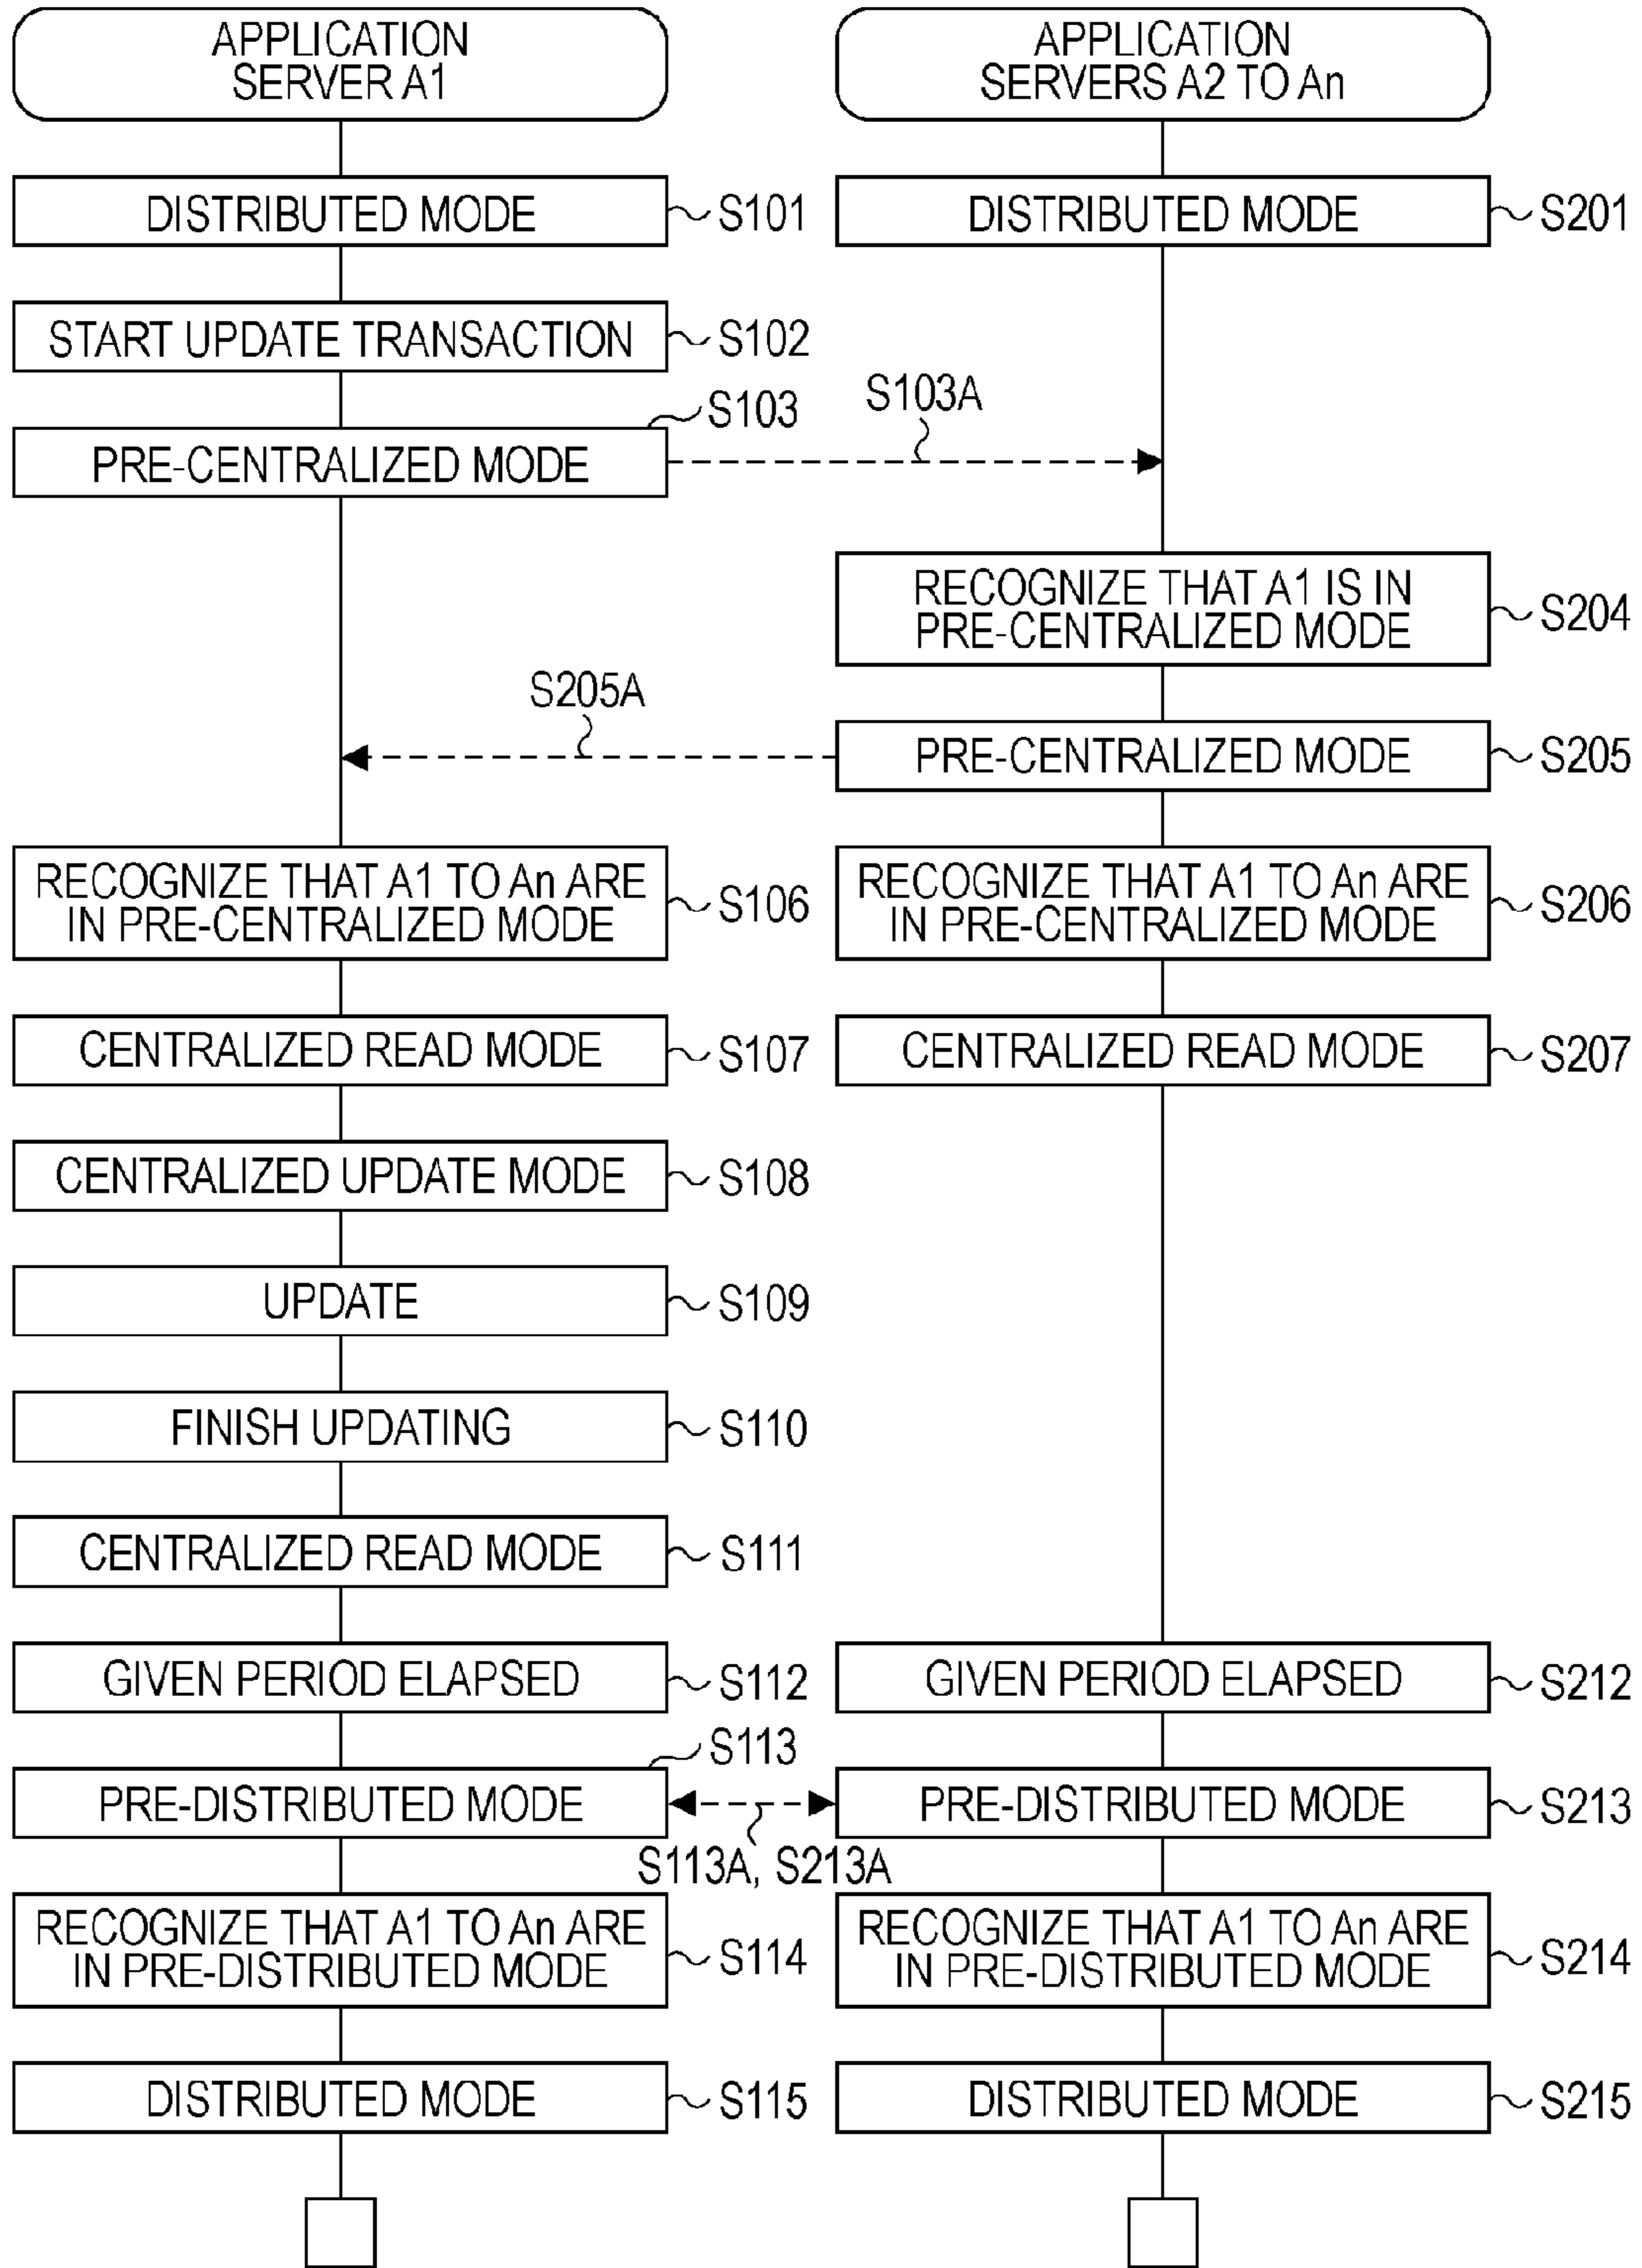 APPLICATION
SERVER A1
APPLICATION
SERVERS A2 TO An
DISTRIBUTED MODE
S101
DISTRIBUTED MODE
S201
START UPDATE TRANSACTION
S102
S103
S103A
PRE-CENTRALIZED MODE
RECOGNIZE THAT A1 IS IN
PRE-CENTRALIZED MODE
S204
S205A
PRE-CENTRALIZED MODE
S205
RECOGNIZE THAT A1 TO An ARE
IN PRE-CENTRALIZED MODE
S106
RECOGNIZE THAT A1 TO An ARE
IN PRE-CENTRALIZED MODE
S206
CENTRALIZED READ MODE
S107
CENTRALIZED READ MODE
S207
CENTRALIZED UPDATE MODE
S108
UPDATE
S109
FINISH UPDATING
S110
CENTRALIZED READ MODE
S111
GIVEN PERIOD ELAPSED
S112
GIVEN PERIOD ELAPSED
S212
S113
PRE-DISTRIBUTED MODE
PRE-DISTRIBUTED MODE
S213
S113A, S213A
RECOGNIZE THAT A1 TO An ARE
IN PRE-DISTRIBUTED MODE
S114
RECOGNIZE THAT A1 TO An ARE
IN PRE-DISTRIBUTED MODE
S214
DISTRIBUTED MODE
S115
DISTRIBUTED MODE
S215